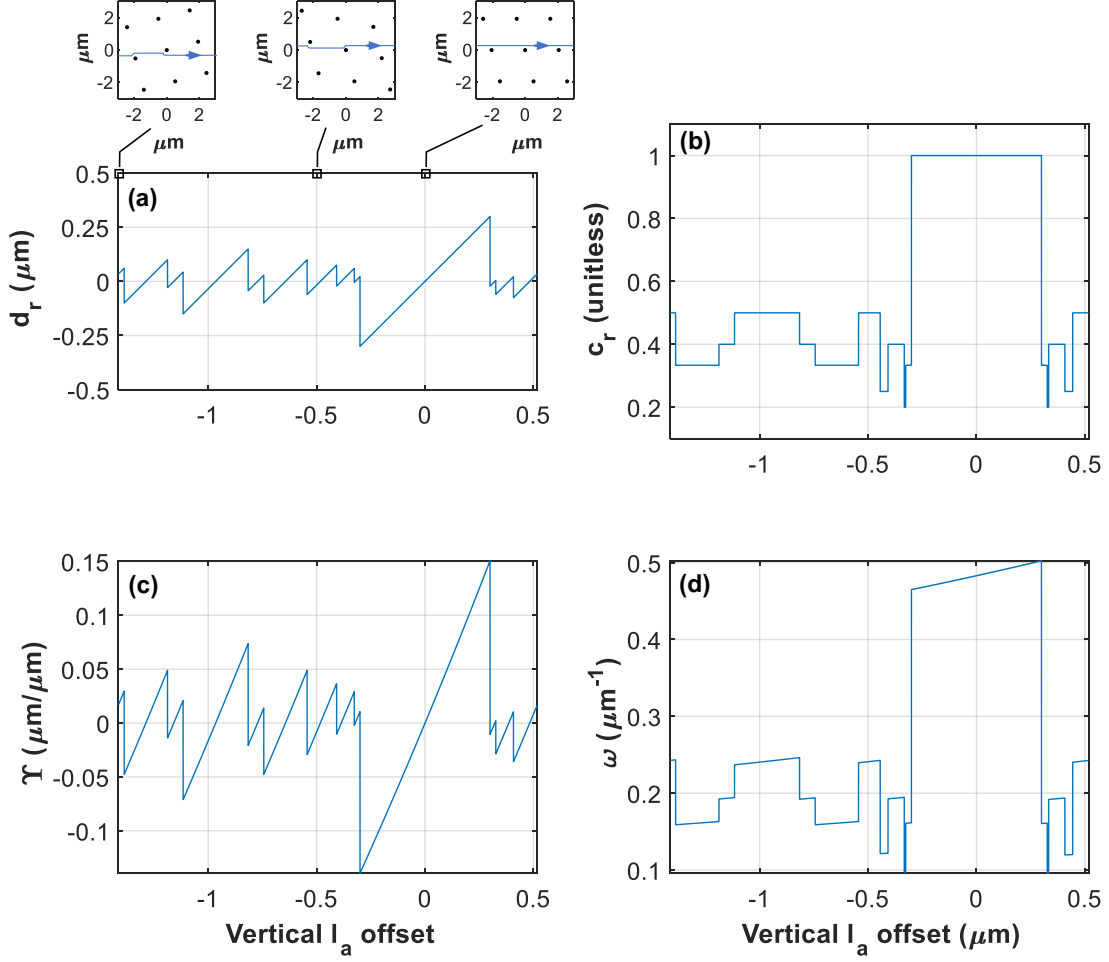 2
0
-2
μm
-2 0 2
μm
2
0
-2
μm
-2 0 2
μm
2
0
-2
μm
-2 0 2
μm
(a)
0.5
0.25
0
-0.25
-0.5
d_r (μm)
-1 -0.5 0 0.5
(b)
1
0.8
0.6
0.4
0.2
c_r (unitless)
-1 -0.5 0 0.5
(c)
0.15
0.1
0.05
0
-0.05
-0.1
ϒ (μm/μm)
-1 -0.5 0 0.5
Vertical l_a offset
(d)
0.5
0.4
0.3
0.2
0.1
ω (μm⁻¹)
-1 -0.5 0 0.5
Vertical l_a offset (μm)